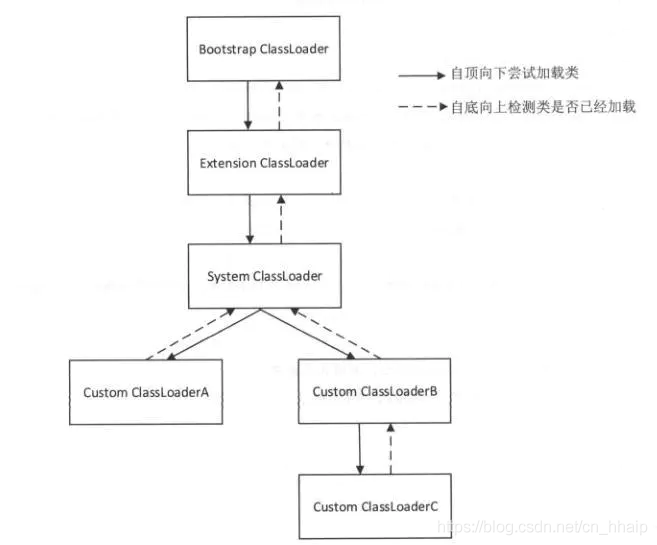 Bootstrap ClassLoader
自顶向下尝试加载类
自底向上检测类是否已经加载
Extension ClassLoader
System ClassLoader
Custom ClassLoaderA
Custom ClassLoaderB
Custom ClassLoaderC
https://blog.csdn.net/cn_hhaip